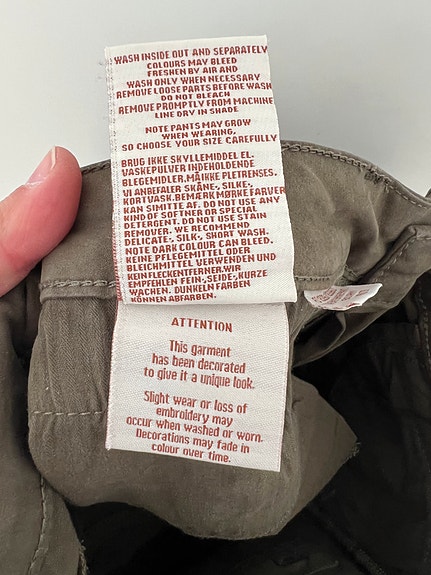 WASH INSIDE OUT AND SEPARATELY
COLOURS MAY BLEED
FRESHEN BY AIR AND
WASH ONLY WHEN NECESSARY
REMOVE LOOSE PARTS BEFORE WASH
DO NOT BLEACH
REMOVE PROMPTLY FROM MACHINE
LINE DRY IN SHADE
NOTE PANTS MAY GROW
WHEN WEARING,
SO CHOOSE YOUR SIZE CAREFULLY
BRUG IKKE SKYLLEMIDDEL EL.
VASKEPULVER INDEHOLDENDE
BLEGEMIDLER.MÅIKKE PLETRENSES.
VI ANBEFALER SKÅNE-, SILKE-,
KORTVASK.BEMÆRK MØRKE FARVER
KAN SIMITTE AF. DO NOT USE ANY
KIND OF SOFTNER OR SPECIAL
DETERGENT. DO NOT USE STAIN
REMOVER. WE RECOMMEND
DELICATE-, SILK-, SHORT WASH.
NOTE DARK COLOUR CAN BLEED.
KEINE PFLEGEMITTEL ODER
BLEICHMITTEL VERWENDEN UND
KEINFLECKENTFERNER.WIR
EMPFEHLEN FEIN-,SEIDE-,KURZE
WACHEN. DUNKLEN FARBEN
KÖNNEN ABFARBEN.
ATTENTION
This garment
has been decorated
to give it a unique look.
Slight wear or loss of
embroidery may
occur when washed or worn.
Decorations may fade in
colour over time.